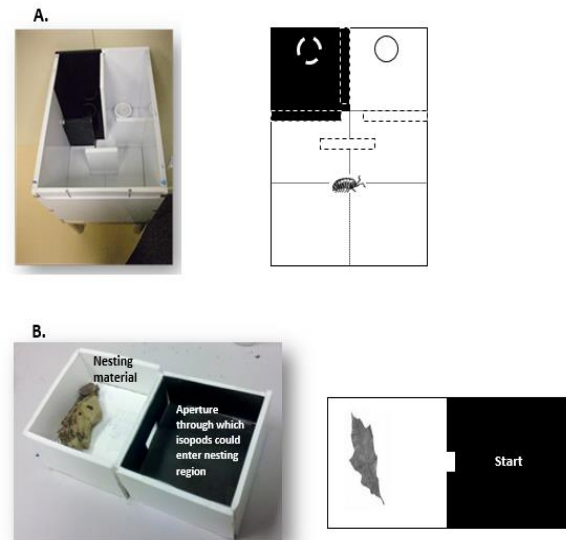 A.
B.
Nesting
material
Aperture
through which
isopods could
enter nesting
region
Start